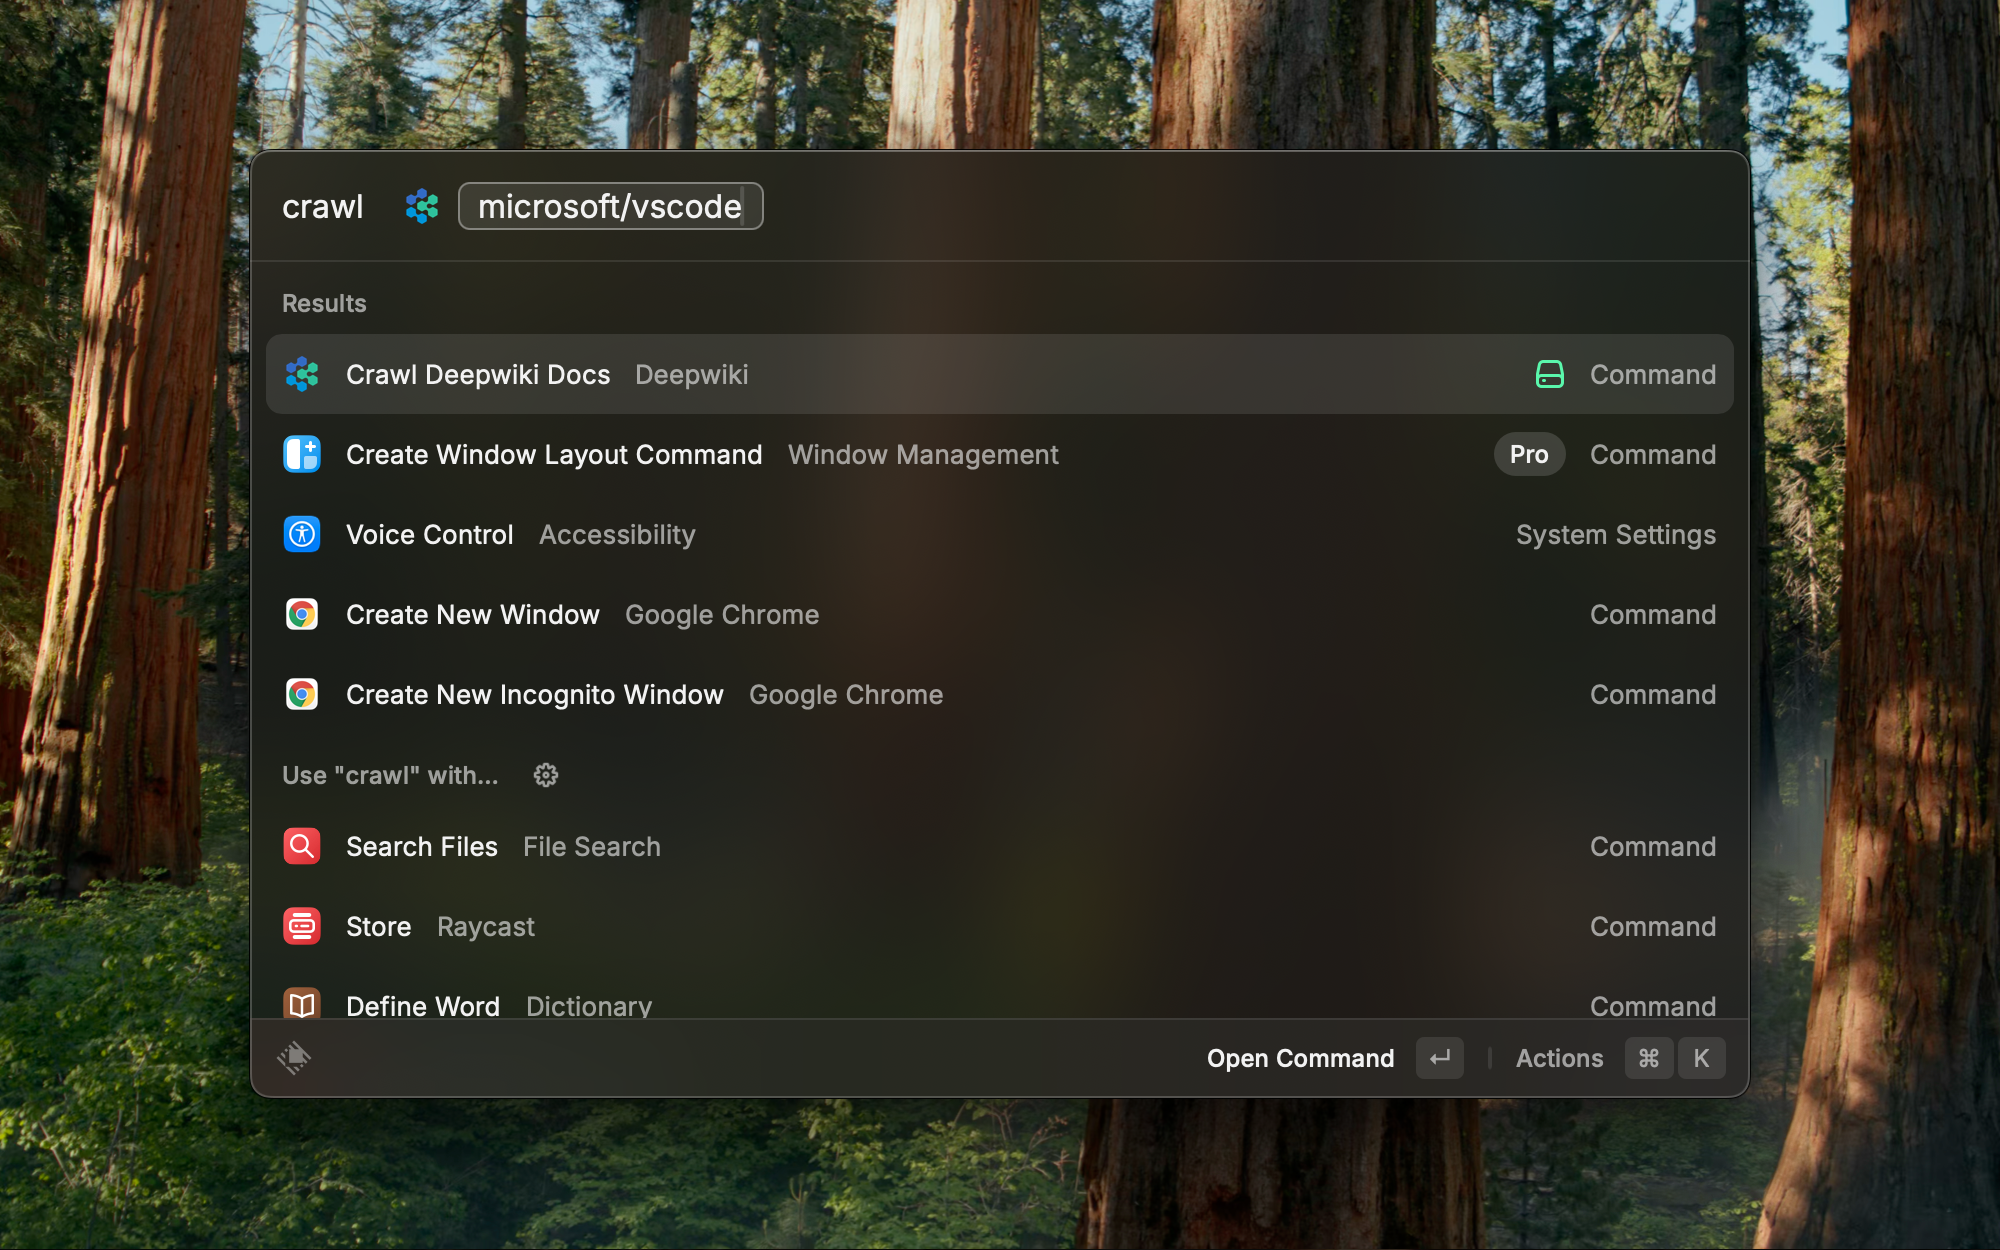 crawl microsoft/vscode
Results
Crawl Deepwiki Docs Deepwiki Command
Create Window Layout Command Window Management Pro Command
Voice Control Accessibility System Settings
Create New Window Google Chrome Command
Create New Incognito Window Google Chrome Command
Use "crawl" with...
Search Files File Search Command
Store Raycast Command
Define Word Dictionary Command
Open Command ↵ Actions ⌘ K